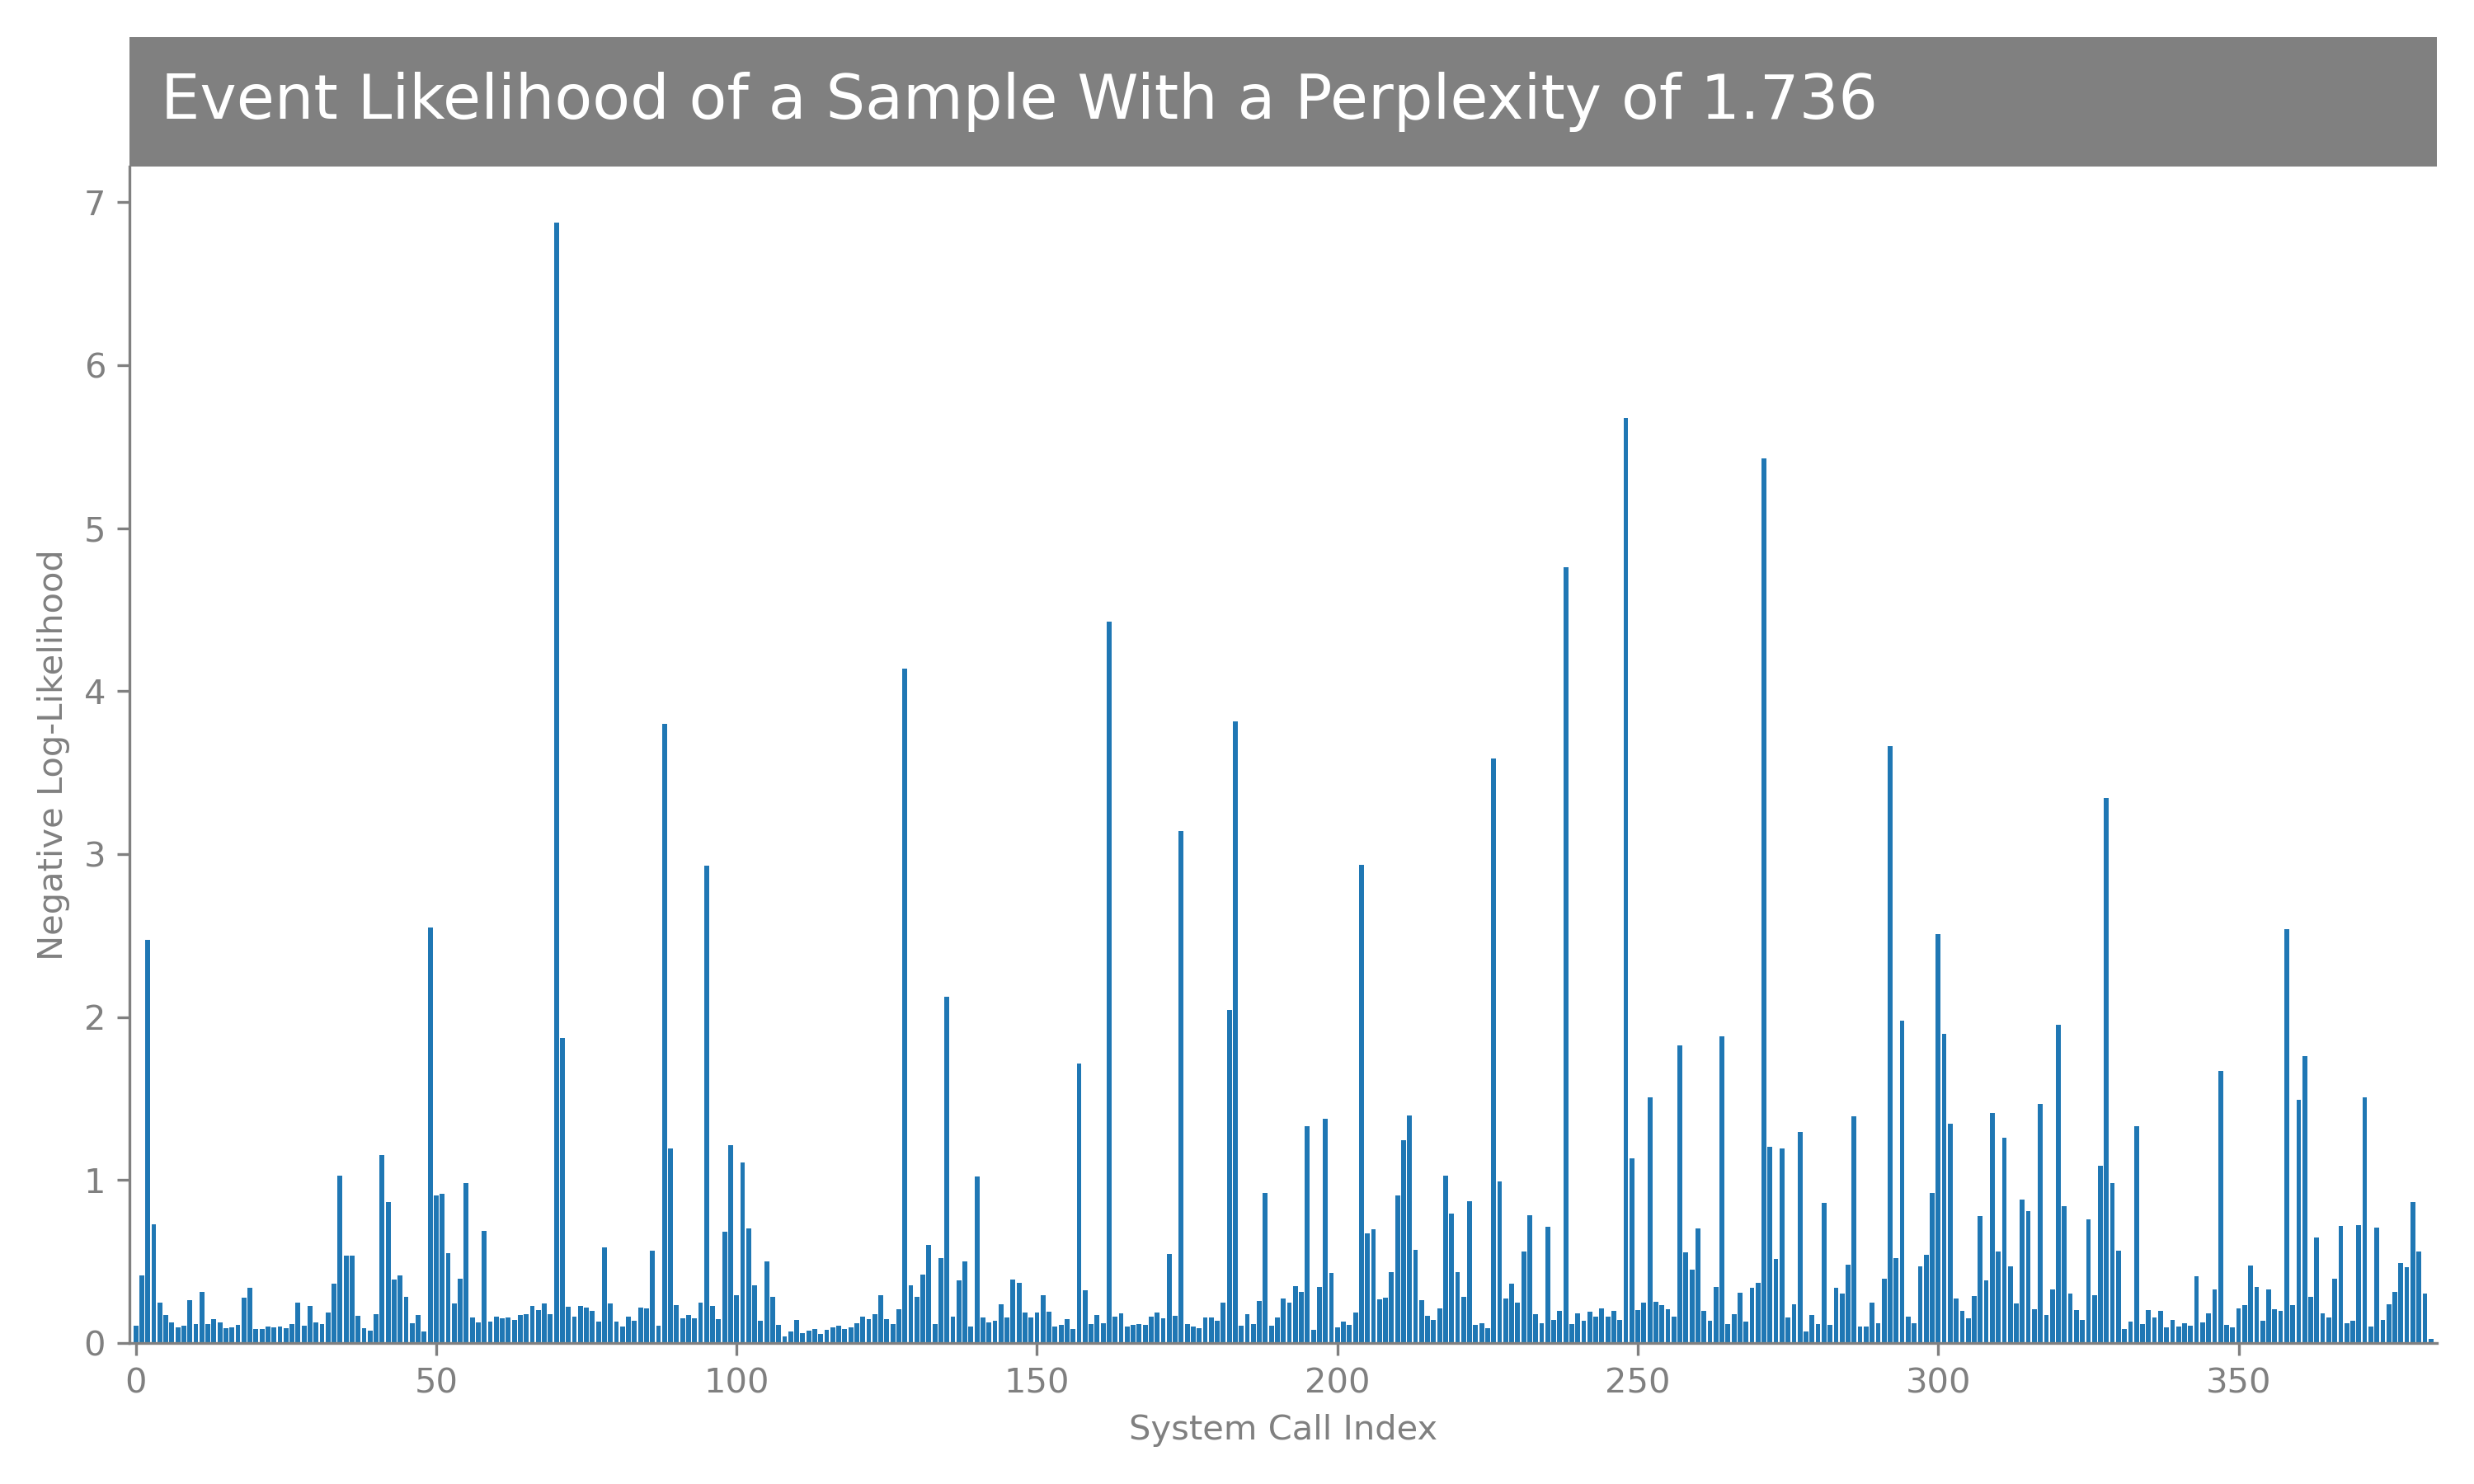 Event Likelihood of a Sample With a Perplexity of 1.736
7
6
5
4
3
2
1
0
Negative Log-Likelihood
0 50 100 150 200 250 300 350
System Call Index